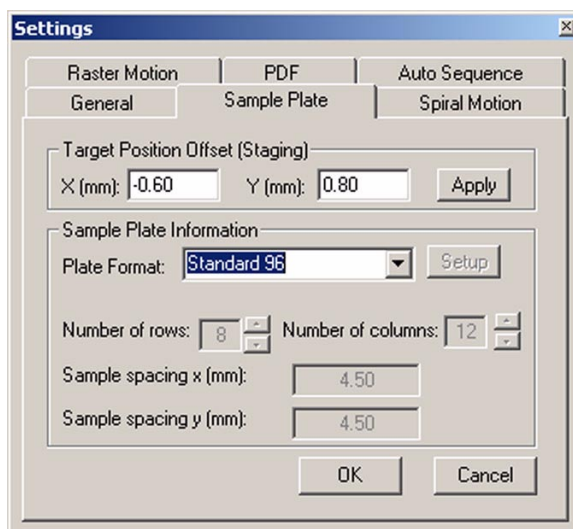 Settings
Raster Motion PDF Auto Sequence
General Sample Plate Spiral Motion
Target Position Offset (Staging)
X (mm): -0.60 Y (mm): 0.80 Apply
Sample Plate Information
Plate Format: Standard 96 Setup
Number of rows: 8 Number of columns: 12
Sample spacing x (mm): 4.50
Sample spacing y (mm): 4.50
OK Cancel